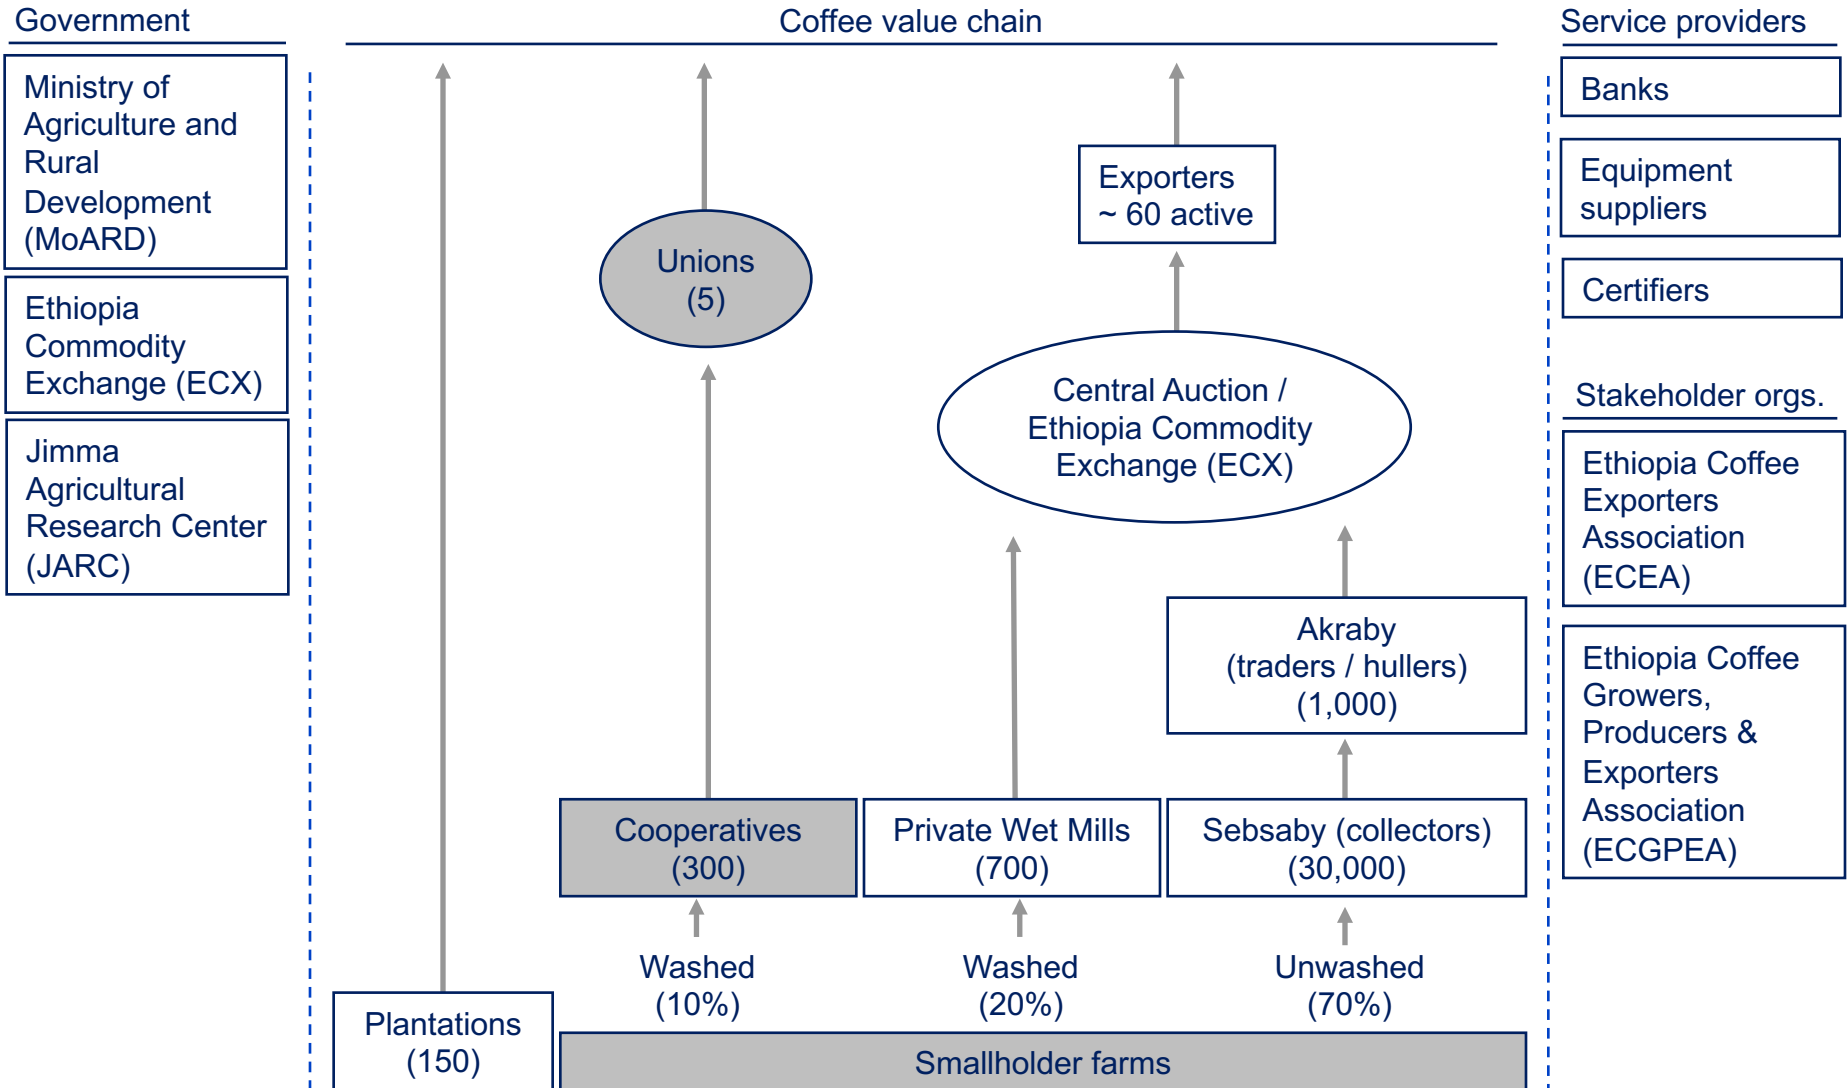 Government
Ministry of
Agriculture and
Rural
Development
(MoARD)
Ethiopia
Commodity
Exchange (ECX)
Jimma
Agricultural
Research Center
(JARC)
Coffee value chain
Exporters
~ 60 active
Unions
(5)
Central Auction /
Ethiopia Commodity
Exchange (ECX)
Akraby
(traders / hullers)
(1,000)
Cooperatives
(300)
Private Wet Mills
(700)
Sebsaby (collectors)
(30,000)
Washed
(10%)
Washed
(20%)
Unwashed
(70%)
Plantations
(150)
Smallholder farms
Service providers
Banks
Equipment
suppliers
Certifiers
Stakeholder orgs.
Ethiopia Coffee
Exporters
Association
(ECEA)
Ethiopia Coffee
Growers,
Producers &
Exporters
Association
(ECGPEA)